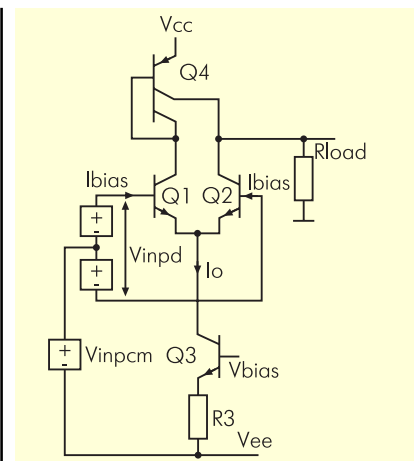 Vcc
Q4
Rload
Ibias
Q1
Q2
Ibias
+
-
Vinpd
Io
+
-
+
-
Vinpcm
Q3
Vbias
R3
Vee